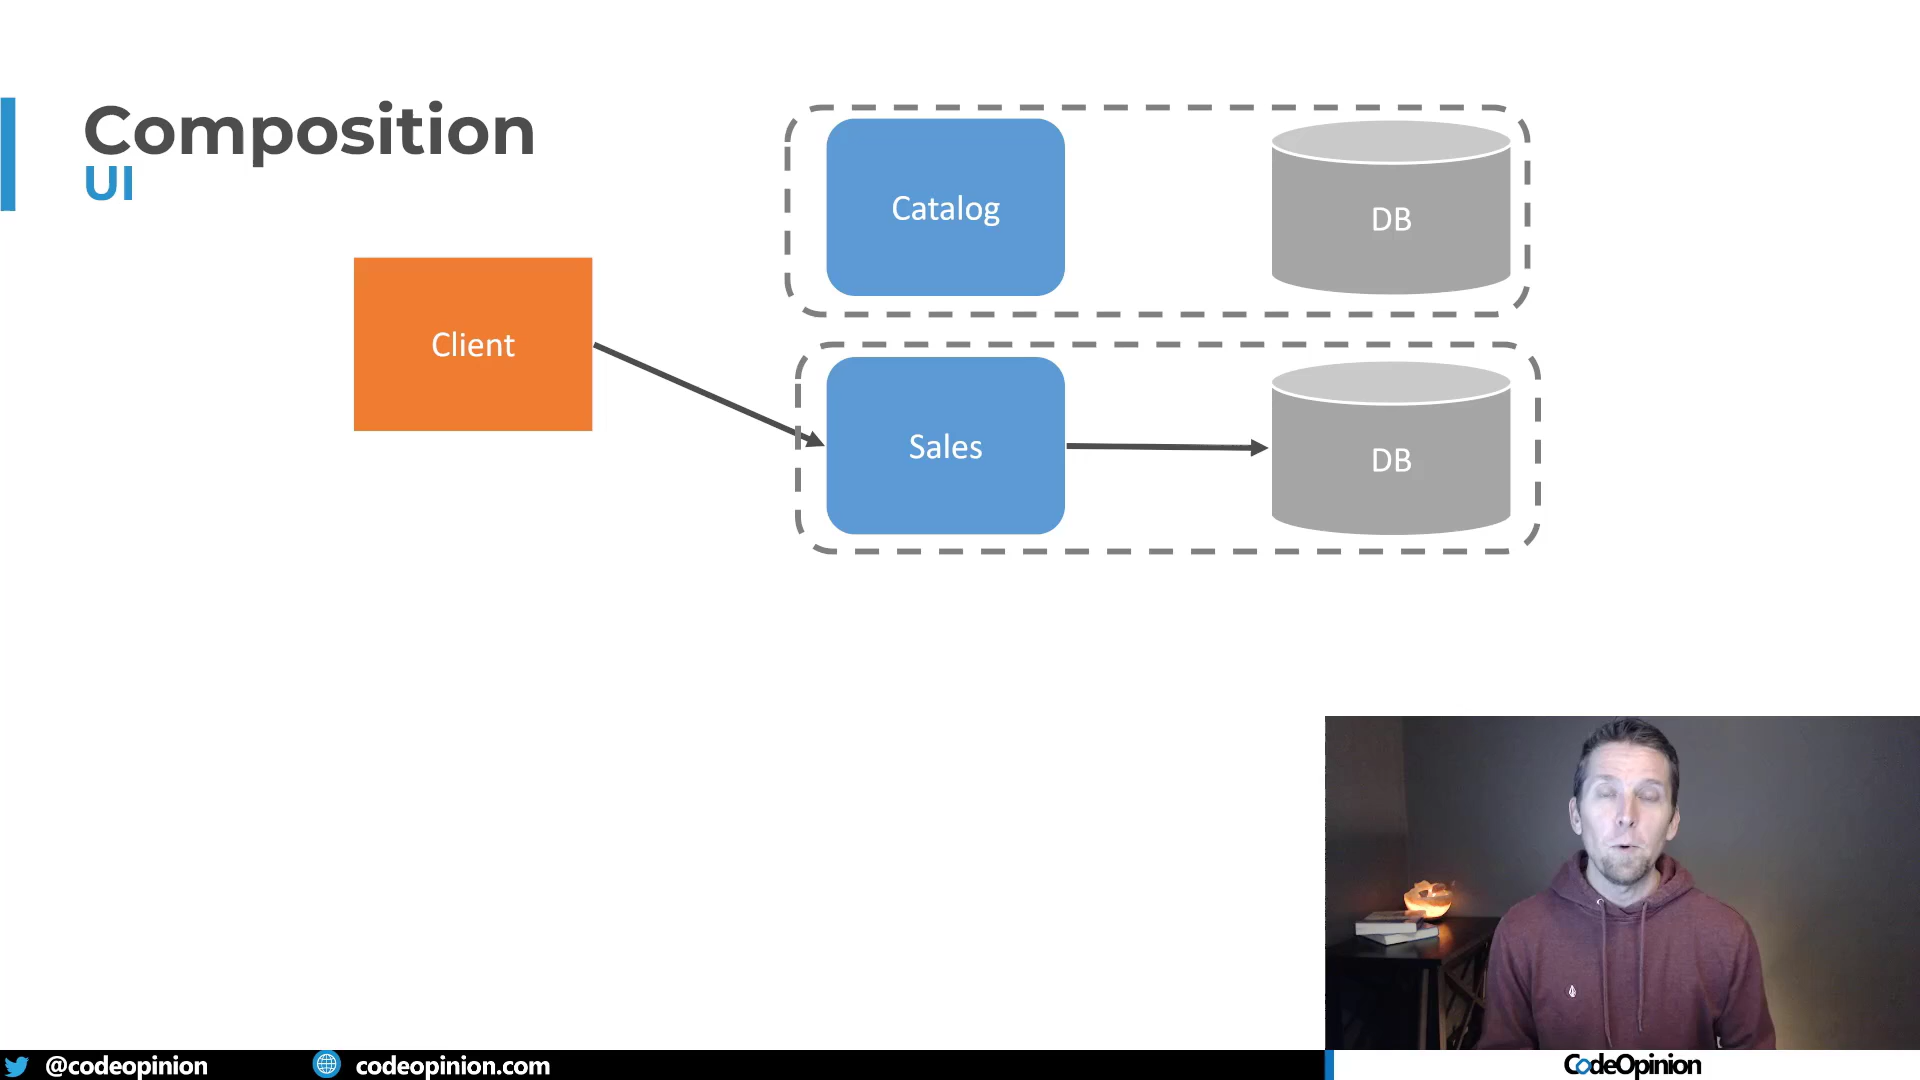 Composition
UI
Catalog
DB
Client
Sales
DB
@codeopinion
codeopinion.com
CodeOpinion